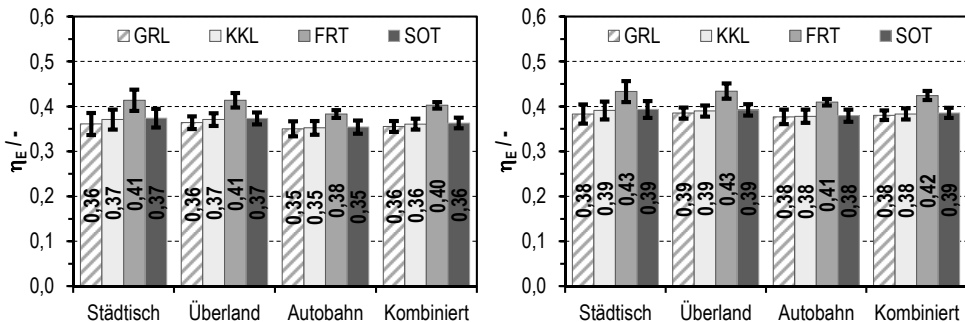 0,6
GRL KKL FRT SOT
0,5
0,4
0,3
0,2
0,1
0,0
ηE / -
0,36 0,37 0,41 0,37
0,36 0,37 0,41 0,37
0,35 0,35 0,38 0,35
0,36 0,36 0,40 0,36
Städtisch Überland Autobahn Kombiniert
0,6
GRL KKL FRT SOT
0,5
0,4
0,3
0,2
0,1
0,0
ηE / -
0,38 0,39 0,43 0,39
0,39 0,39 0,43 0,39
0,38 0,38 0,41 0,38
0,38 0,38 0,42 0,39
Städtisch Überland Autobahn Kombiniert